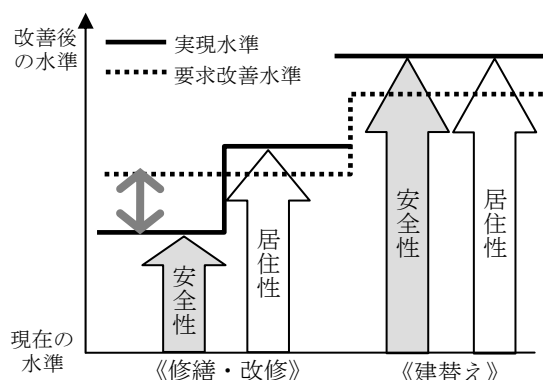 改善後
の水準
実現水準
要求改善水準
安全性
居住性
安全性
居住性
現在の
水準
《修繕・改修》
《建替え》